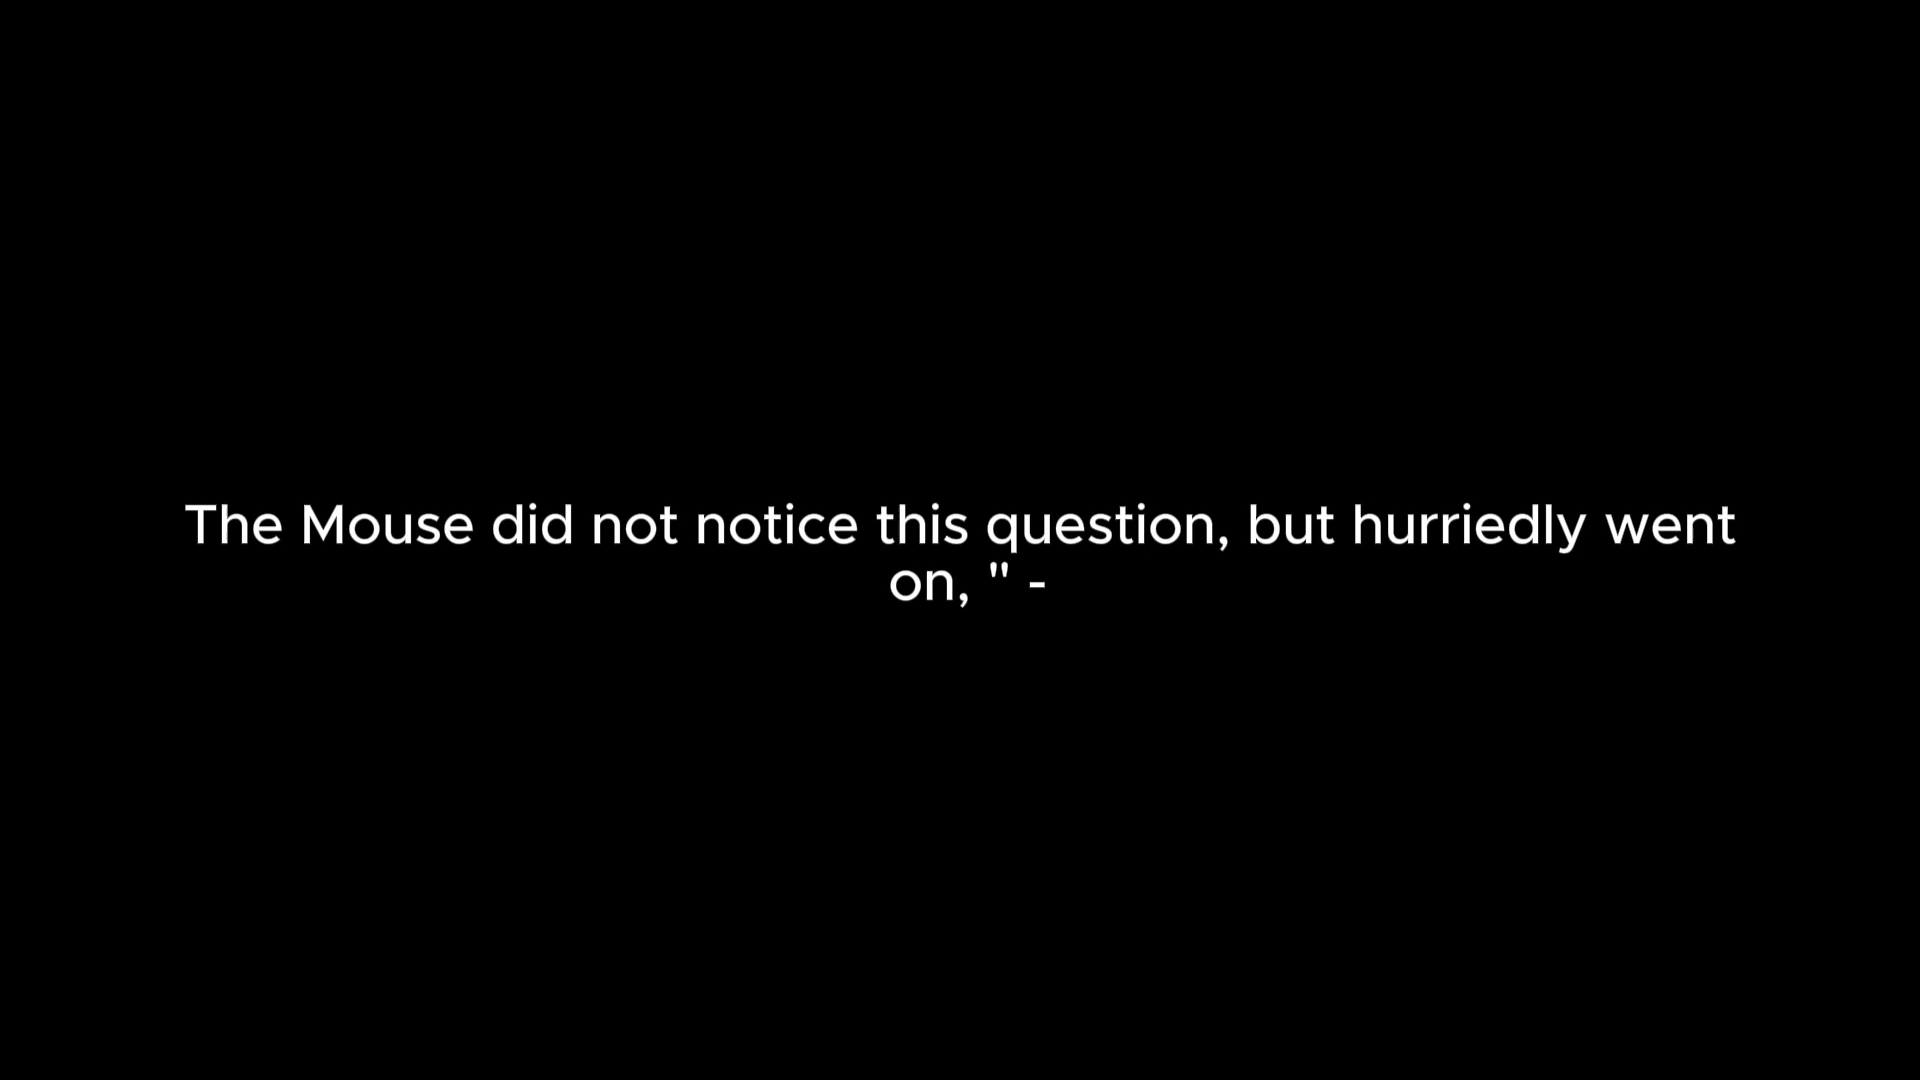 The Mouse did not notice this question, but hurriedly went
on, " -